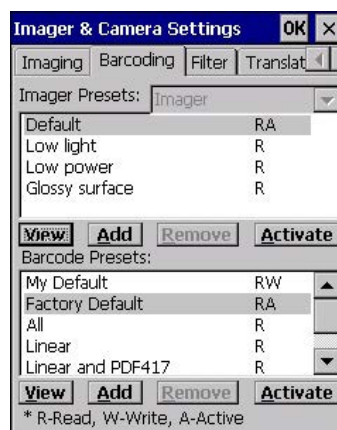 Imager & Camera Settings OK ×
Imaging Barcoding Filter Translat
Imager Presets: Imager
Default RA
Low light R
Low power R
Glossy surface R
View Add Remove Activate
Barcode Presets:
My Default RW
Factory Default RA
All R
Linear R
Linear and PDF417 R
View Add Remove Activate
* R-Read, W-Write, A-Active